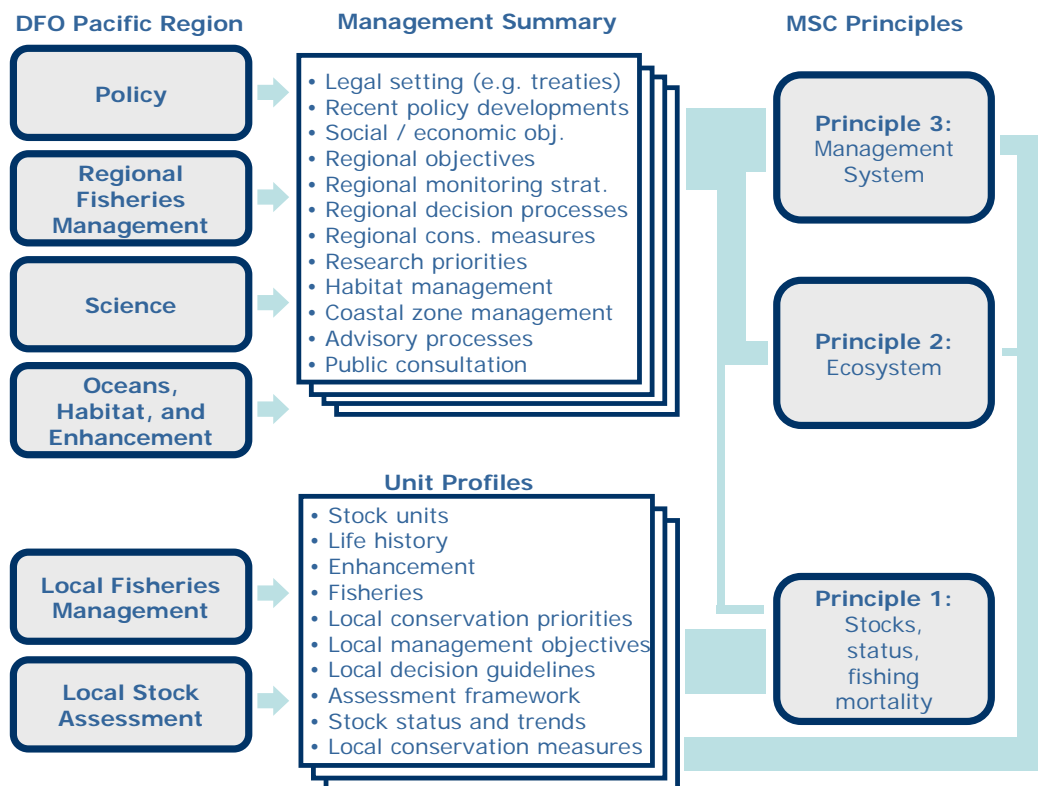 DFO Pacific Region
Management Summary
MSC Principles
Policy
Regional
Fisheries
Management
Science
Oceans,
Habitat, and
Enhancement
• Legal setting (e.g. treaties)
• Recent policy developments
• Social / economic obj.
• Regional objectives
• Regional monitoring strat.
• Regional decision processes
• Regional cons. measures
• Research priorities
• Habitat management
• Coastal zone management
• Advisory processes
• Public consultation
Principle 3:
Management
System
Principle 2:
Ecosystem
Unit Profiles
Local Fisheries
Management
Local Stock
Assessment
• Stock units
• Life history
• Enhancement
• Fisheries
• Local conservation priorities
• Local management objectives
• Local decision guidelines
• Assessment framework
• Stock status and trends
• Local conservation measures
Principle 1:
Stocks,
status,
fishing
mortality